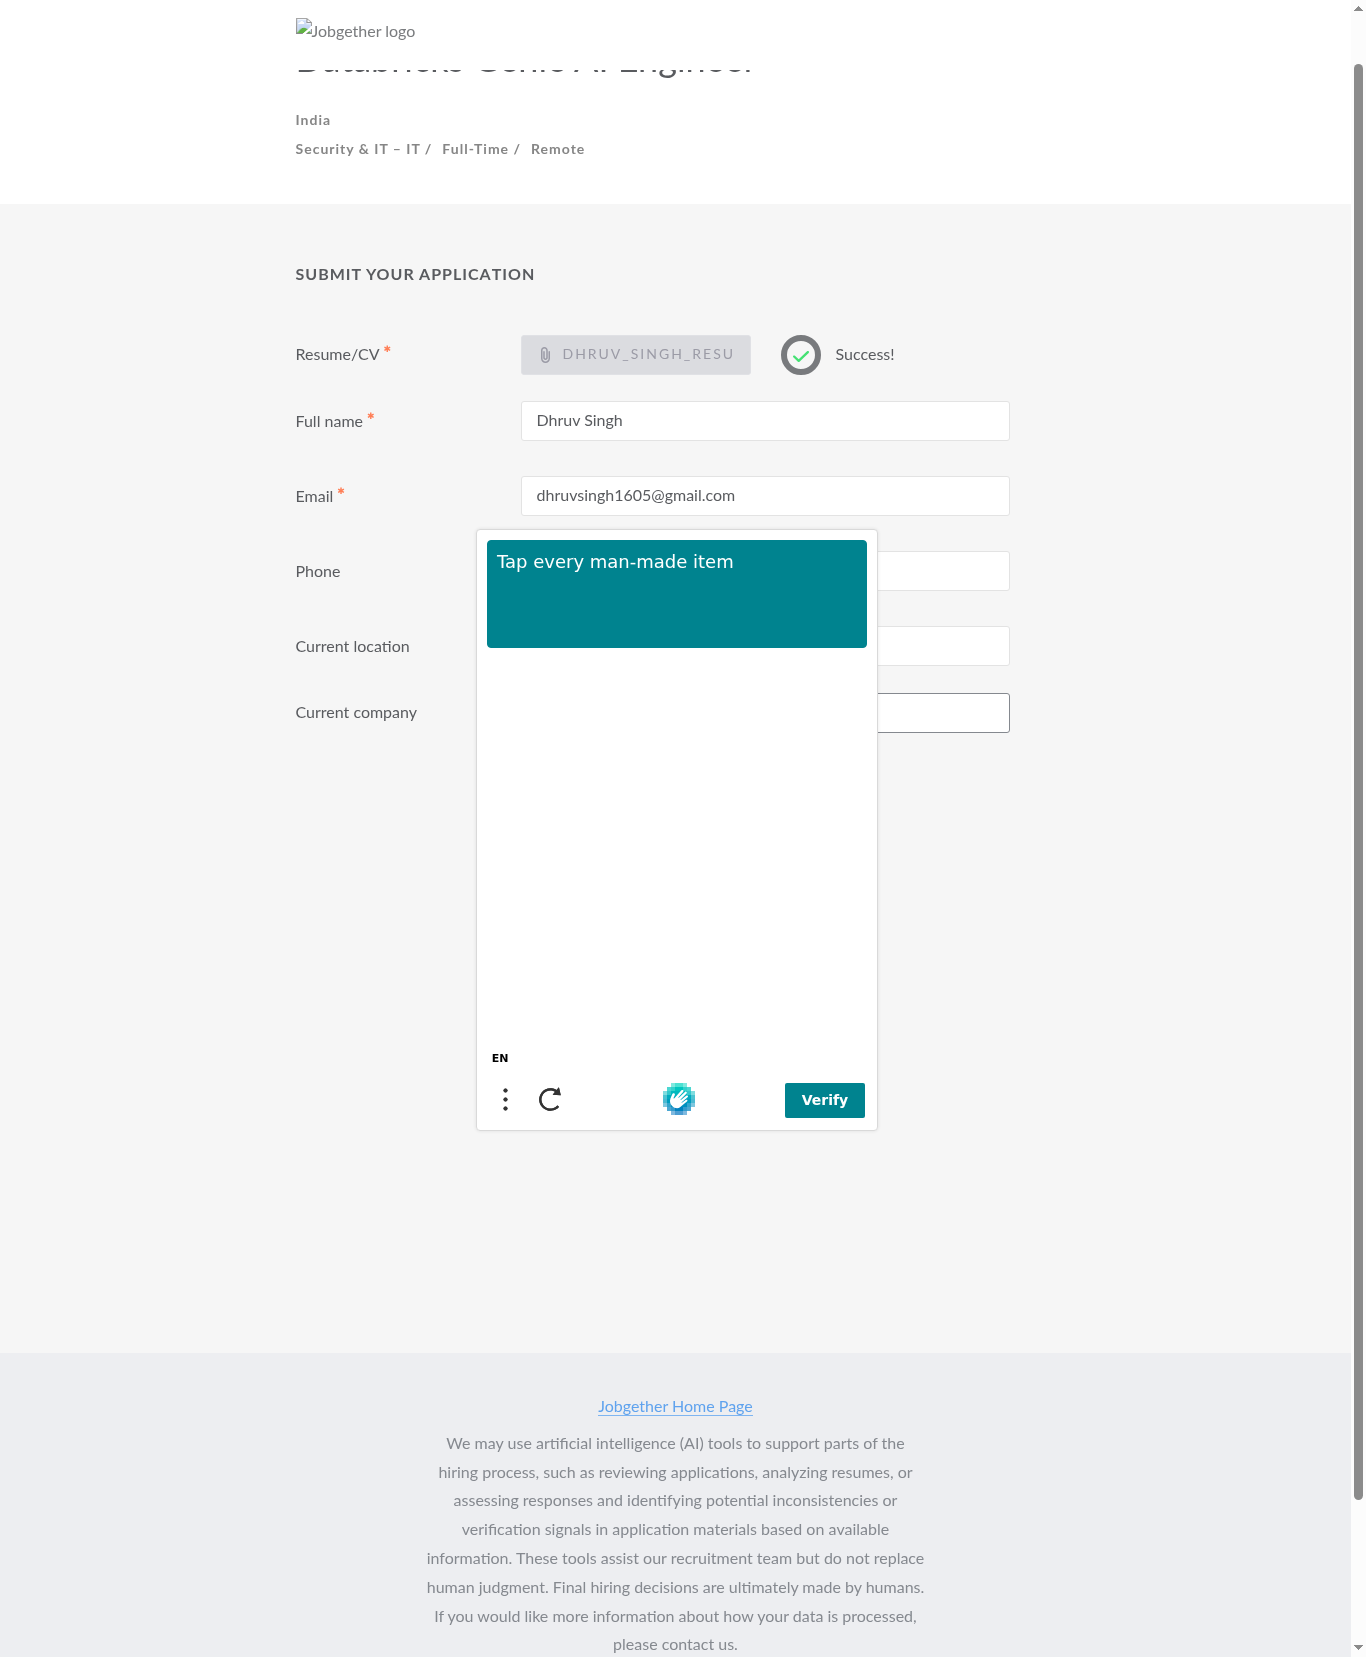 Jobgether logo
Databricks Genie AI Engineer
India
Security & IT – IT / Full-Time / Remote
SUBMIT YOUR APPLICATION
Resume/CV *
DHRUV_SINGH_RESU
Success!
Full name *
Dhruv Singh
Email *
dhruvsingh1605@gmail.com
Tap every man-made item
Phone
Current location
Current company
EN
Verify
Jobgether Home Page
We may use artificial intelligence (AI) tools to support parts of the
hiring process, such as reviewing applications, analyzing resumes, or
assessing responses and identifying potential inconsistencies or
verification signals in application materials based on available
information. These tools assist our recruitment team but do not replace
human judgment. Final hiring decisions are ultimately made by humans.
If you would like more information about how your data is processed,
please contact us.